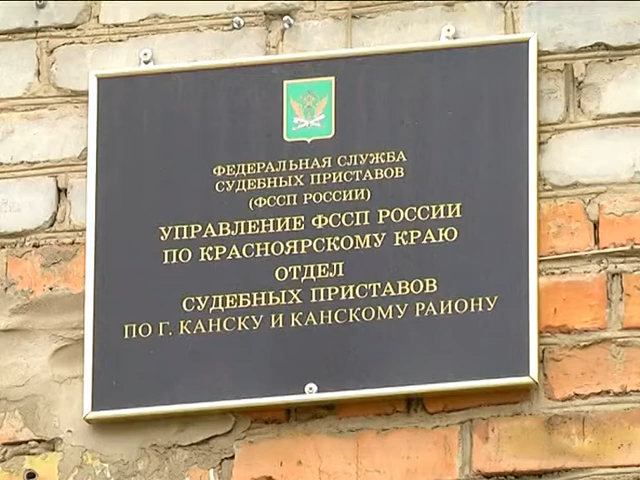 ФЕДЕРАЛЬНАЯ СЛУЖБА
СУДЕБНЫХ ПРИСТАВОВ
(ФССП РОССИИ)
УПРАВЛЕНИЕ ФССП РОССИИ
ПО КРАСНОЯРСКОМУ КРАЮ
ОТДЕЛ
СУДЕБНЫХ ПРИСТАВОВ
ПО Г. КАНСКУ И КАНСКОМУ РАЙОНУ